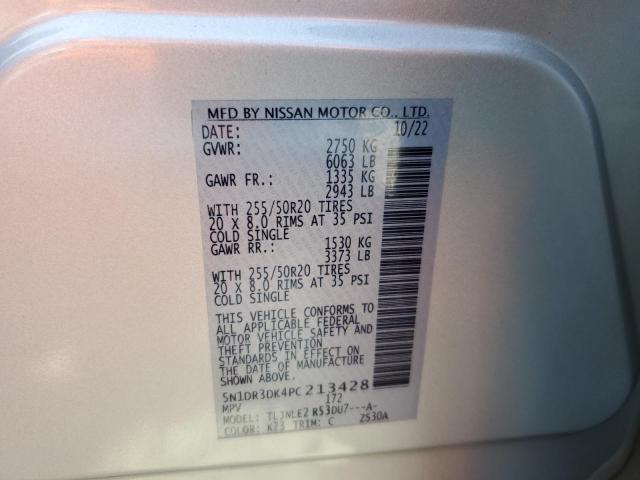 MFD BY NISSAN MOTOR CO., LTD.
DATE: 10/22
GVWR: 2750 KG
6063 LB
GAWR FR.: 1335 KG
2943 LB
WITH 255/50R20 TIRES
20 X 8.0 RIMS AT 35 PSI
COLD SINGLE
GAWR RR.: 1530 KG
3373 LB
WITH 255/50R20 TIRES
20 X 8.0 RIMS AT 35 PSI
COLD SINGLE
THIS VEHICLE CONFORMS TO
ALL APPLICABLE FEDERAL
MOTOR VEHICLE SAFETY AND
THEFT PREVENTION
STANDARDS IN EFFECT ON
THE DATE OF MANUFACTURE
SHOWN ABOVE.
5N1DR3DK4PC213428
172
MPV
MODEL: TLJNLE2 RS3DU7---A-
COLOR: K23 TRIM: C 2S30A